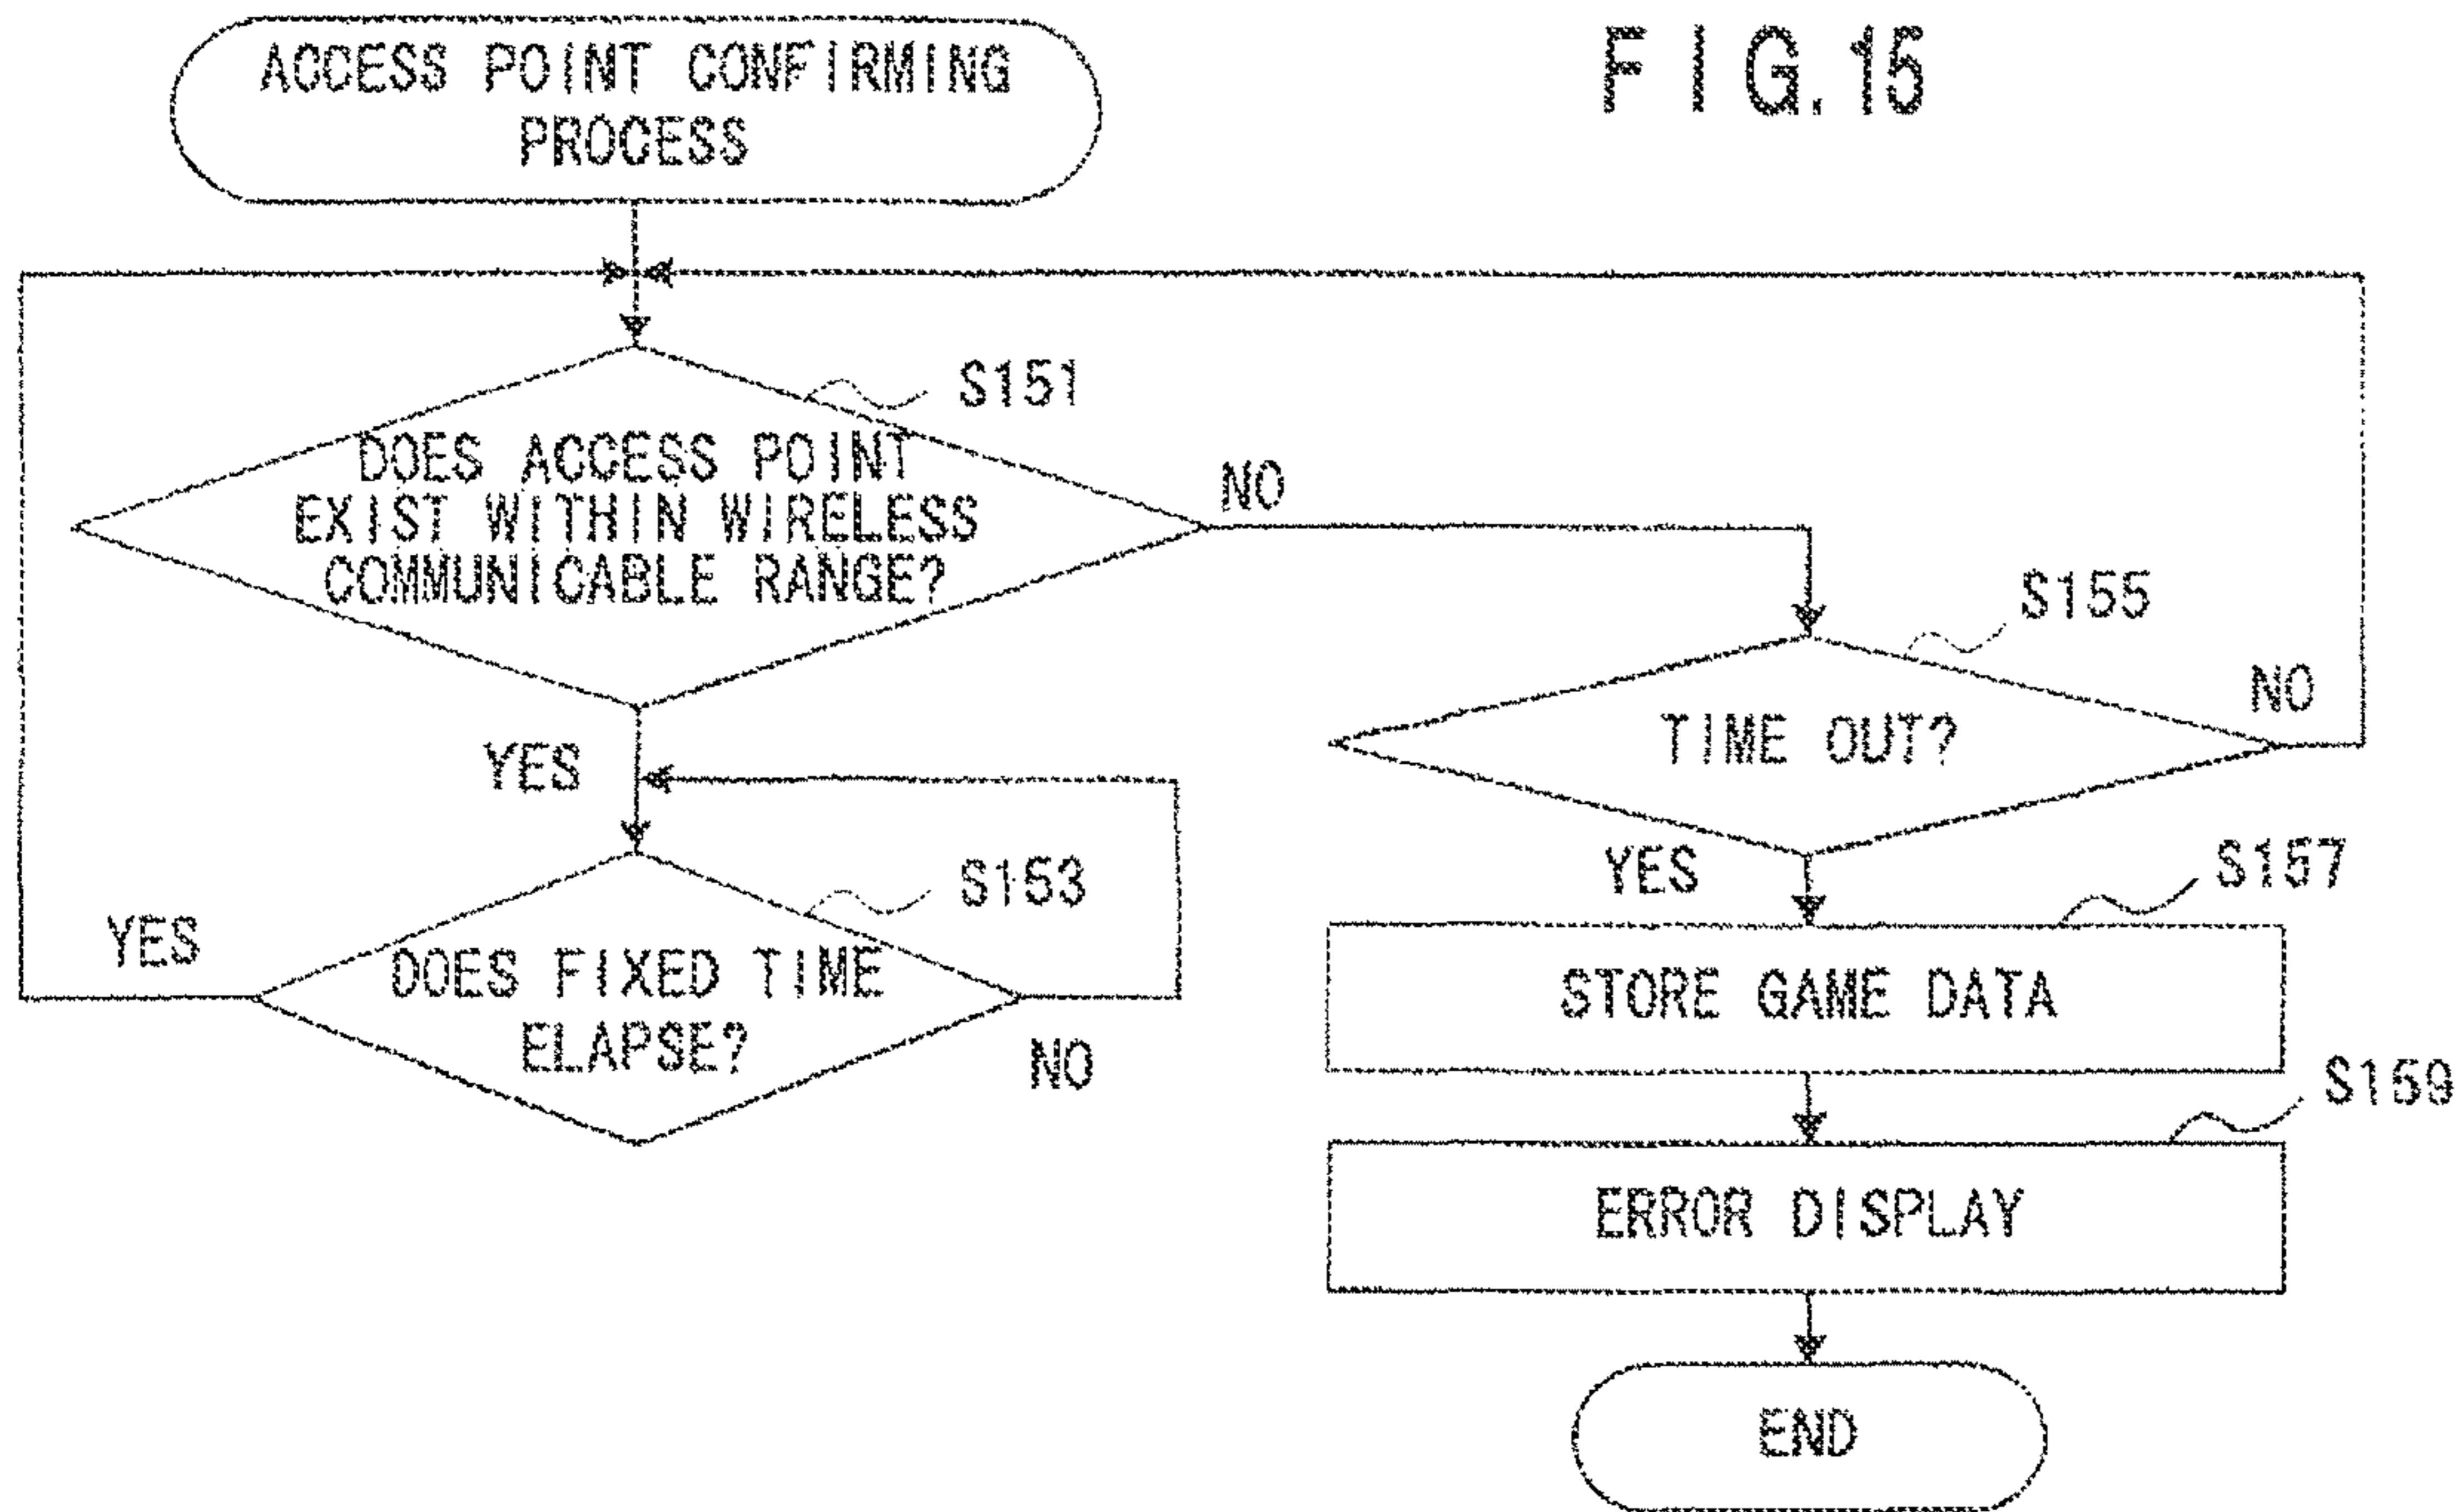 FIG. 15
ACCESS POINT CONFIRMING
PROCESS
S151
DOES ACCESS POINT
EXIST WITHIN WIRELESS
COMMUNICABLE RANGE?
NO
YES
S153
DOES FIXED TIME
ELAPSE?
YES
NO
S155
TIME OUT?
NO
YES
S157
STORE GAME DATA
S159
ERROR DISPLAY
END